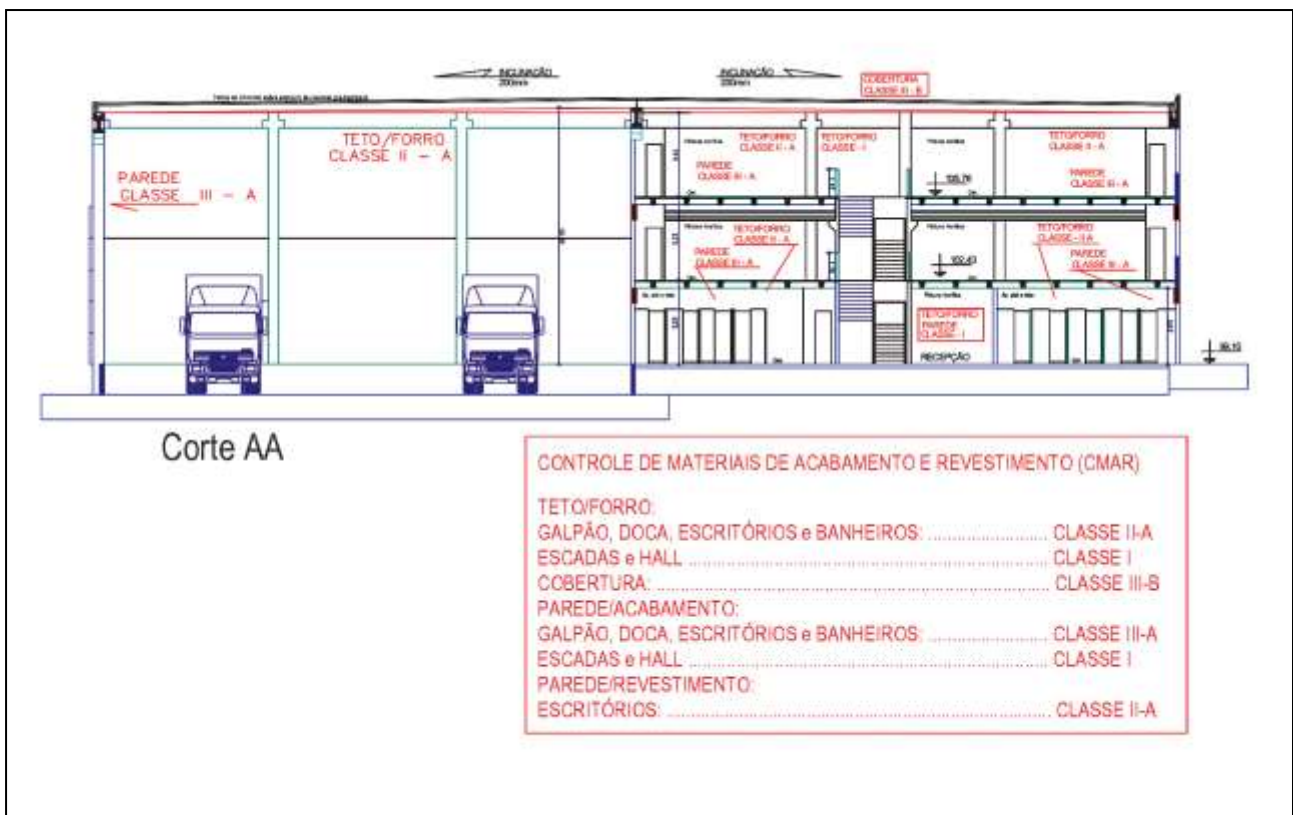 INCLINAÇÃO
200mm
INCLINAÇÃO
200mm
COBERTURA
CLASSE III - B
TETO/FORRO
CLASSE II - A
PAREDE
CLASSE III - A
TETO/FORRO
CLASSE II - A
TETO/FORRO
CLASSE - I
TETO/FORRO
CLASSE II - A
PAREDE
CLASSE III - A
PAREDE
CLASSE III - A
TETO/FORRO
CLASSE II - A
PAREDE
CLASSE III - A
102,43
TETO/FORRO
CLASSE - II A
PAREDE
CLASSE III - A
TETO/FORRO
PAREDE
CLASSE - I
RECEPÇÃO
Corte AA
CONTROLE DE MATERIAIS DE ACABAMENTO E REVESTIMENTO (CMAR)
TETO/FORRO:
GALPÃO, DOCA, ESCRITÓRIOS e BANHEIROS: ........................ CLASSE II-A
ESCADAS e HALL ........................ CLASSE I
COBERTURA: ........................ CLASSE III-B
PAREDE/ACABAMENTO:
GALPÃO, DOCA, ESCRITÓRIOS e BANHEIROS: ........................ CLASSE III-A
ESCADAS e HALL ........................ CLASSE I
PAREDE/REVESTIMENTO:
ESCRITÓRIOS: ........................ CLASSE II-A